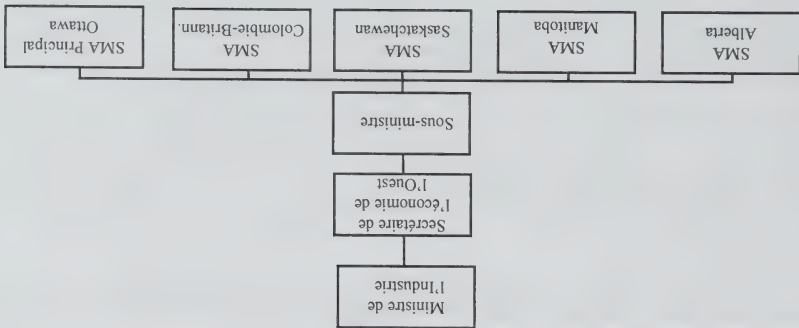 Ministre de
l'Industrie
Secrétaire de
l'économie de
l'Ouest
Sous-ministre
SMA
Alberta
SMA
Manitoba
SMA
Saskatchewan
SMA
Colombie-Britann.
SMA Principal
Ottawa